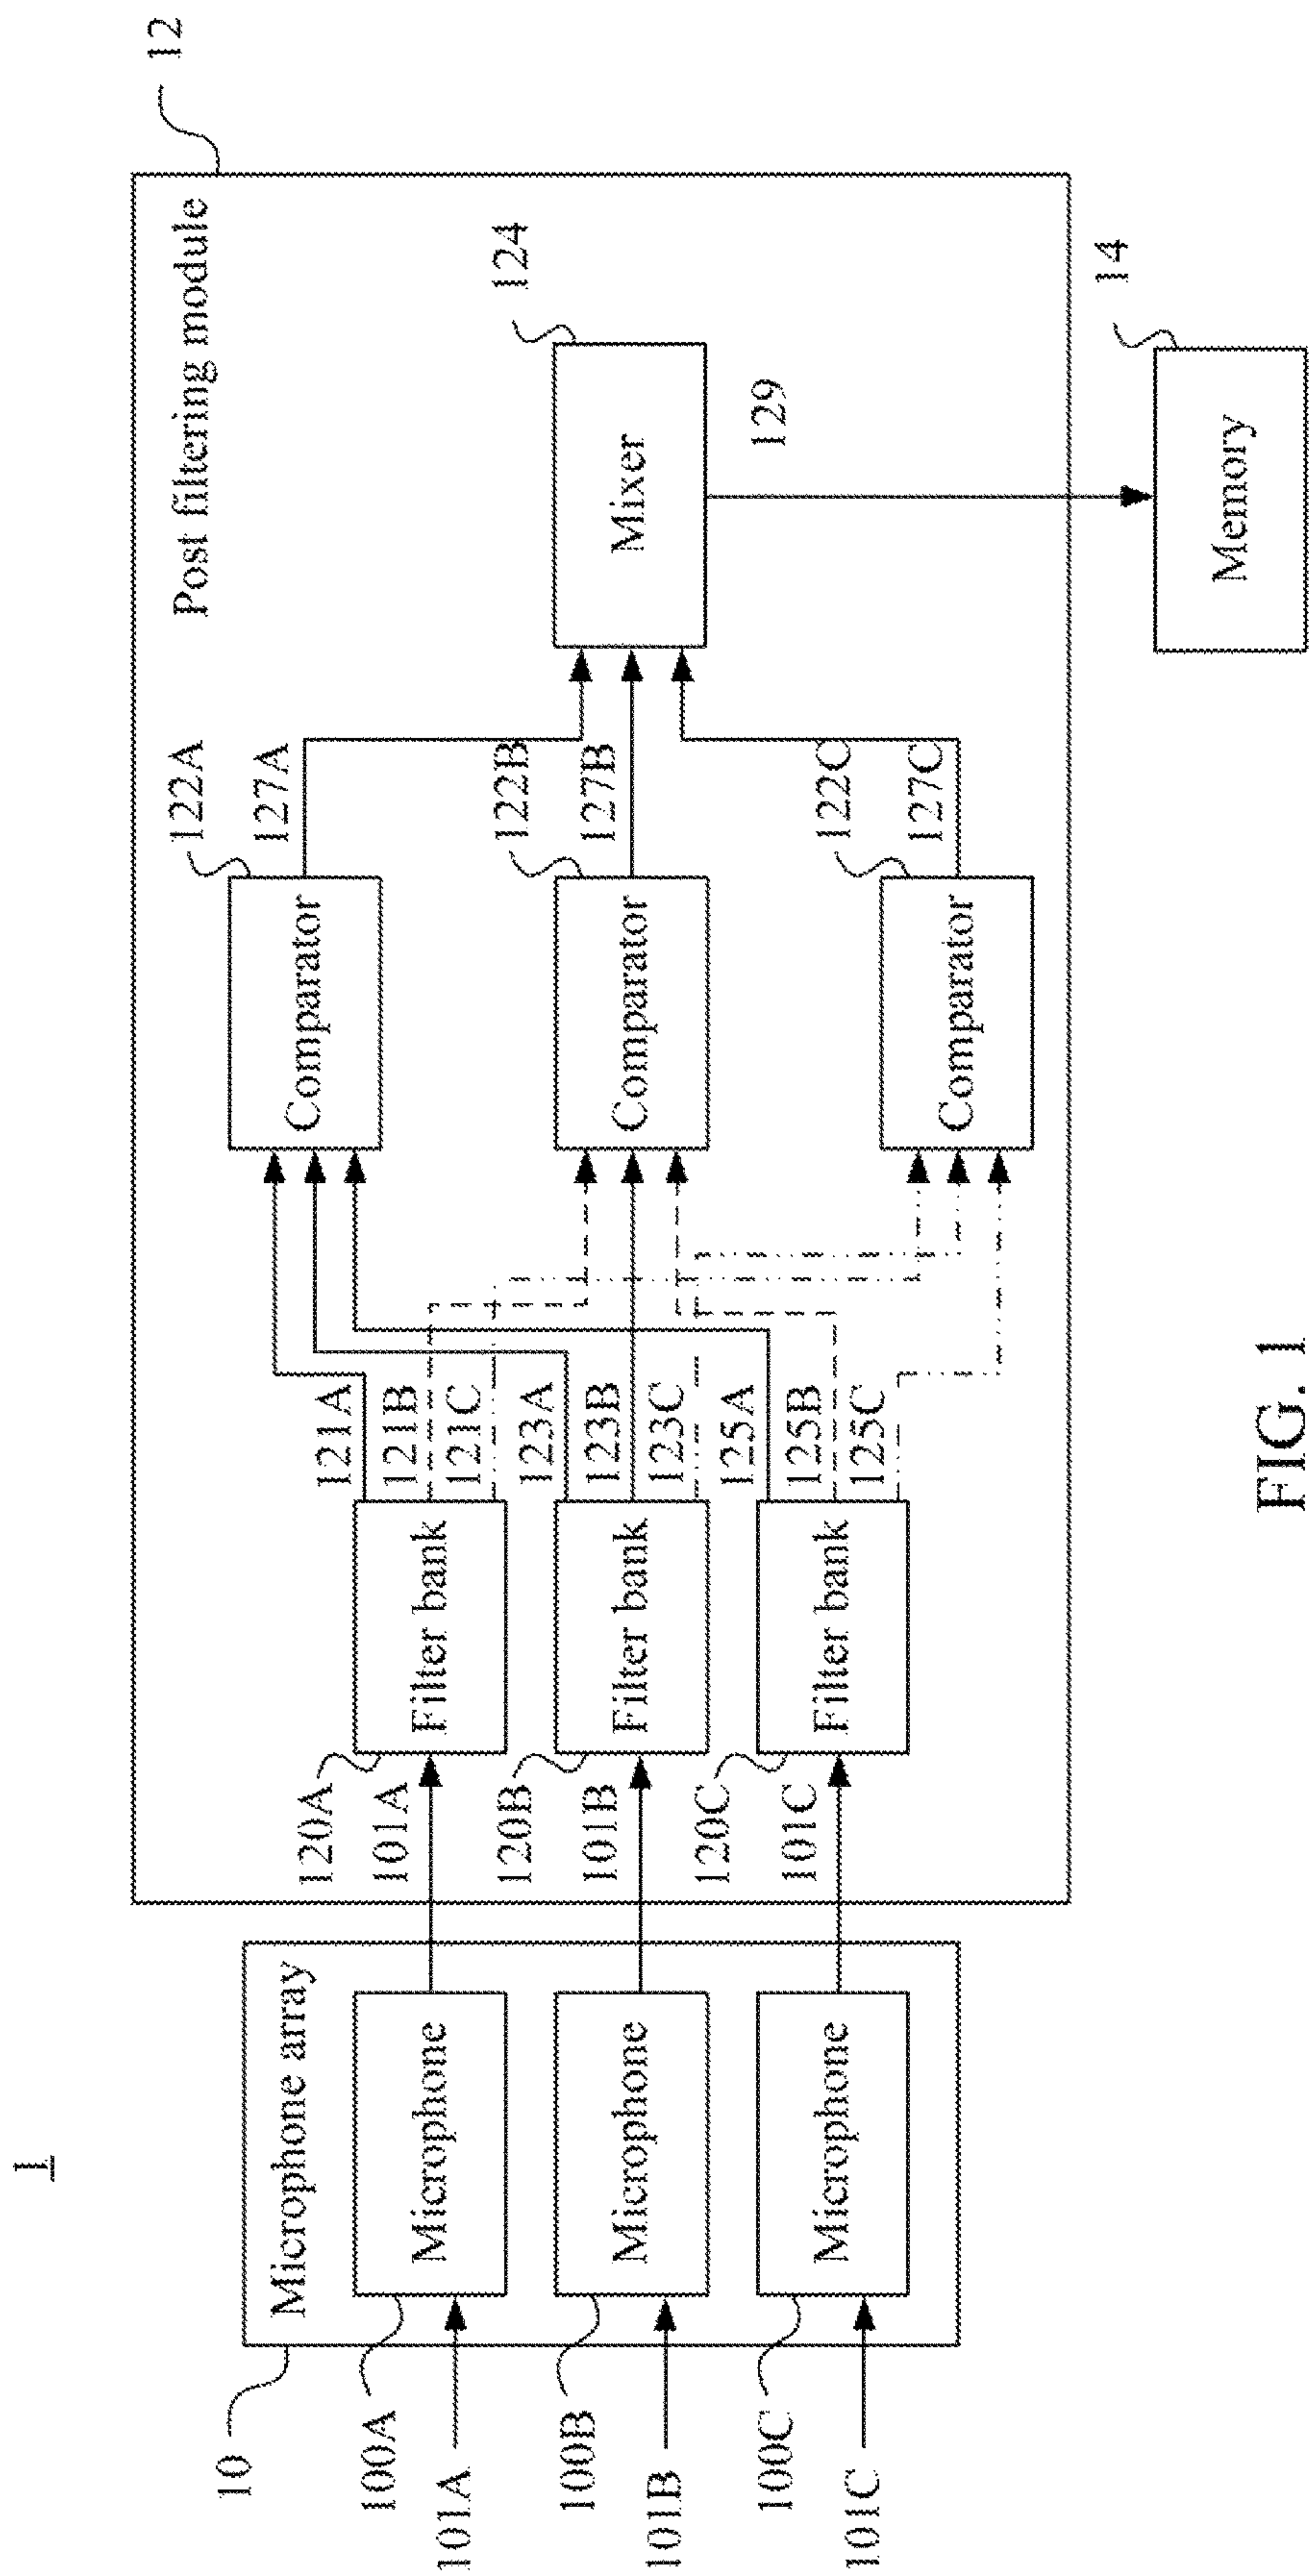 1
Microphone array
10
100A
101A
Microphone
100B
101B
Microphone
100C
101C
Microphone
Post filtering module
12
120A
101A
Filter bank
121A
121B
121C
120B
101B
Filter bank
123A
123B
123C
120C
101C
Filter bank
125A
125B
125C
Comparator
122A
127A
Comparator
122B
127B
Comparator
122C
127C
Mixer
124
129
Memory
14
FIG. 1